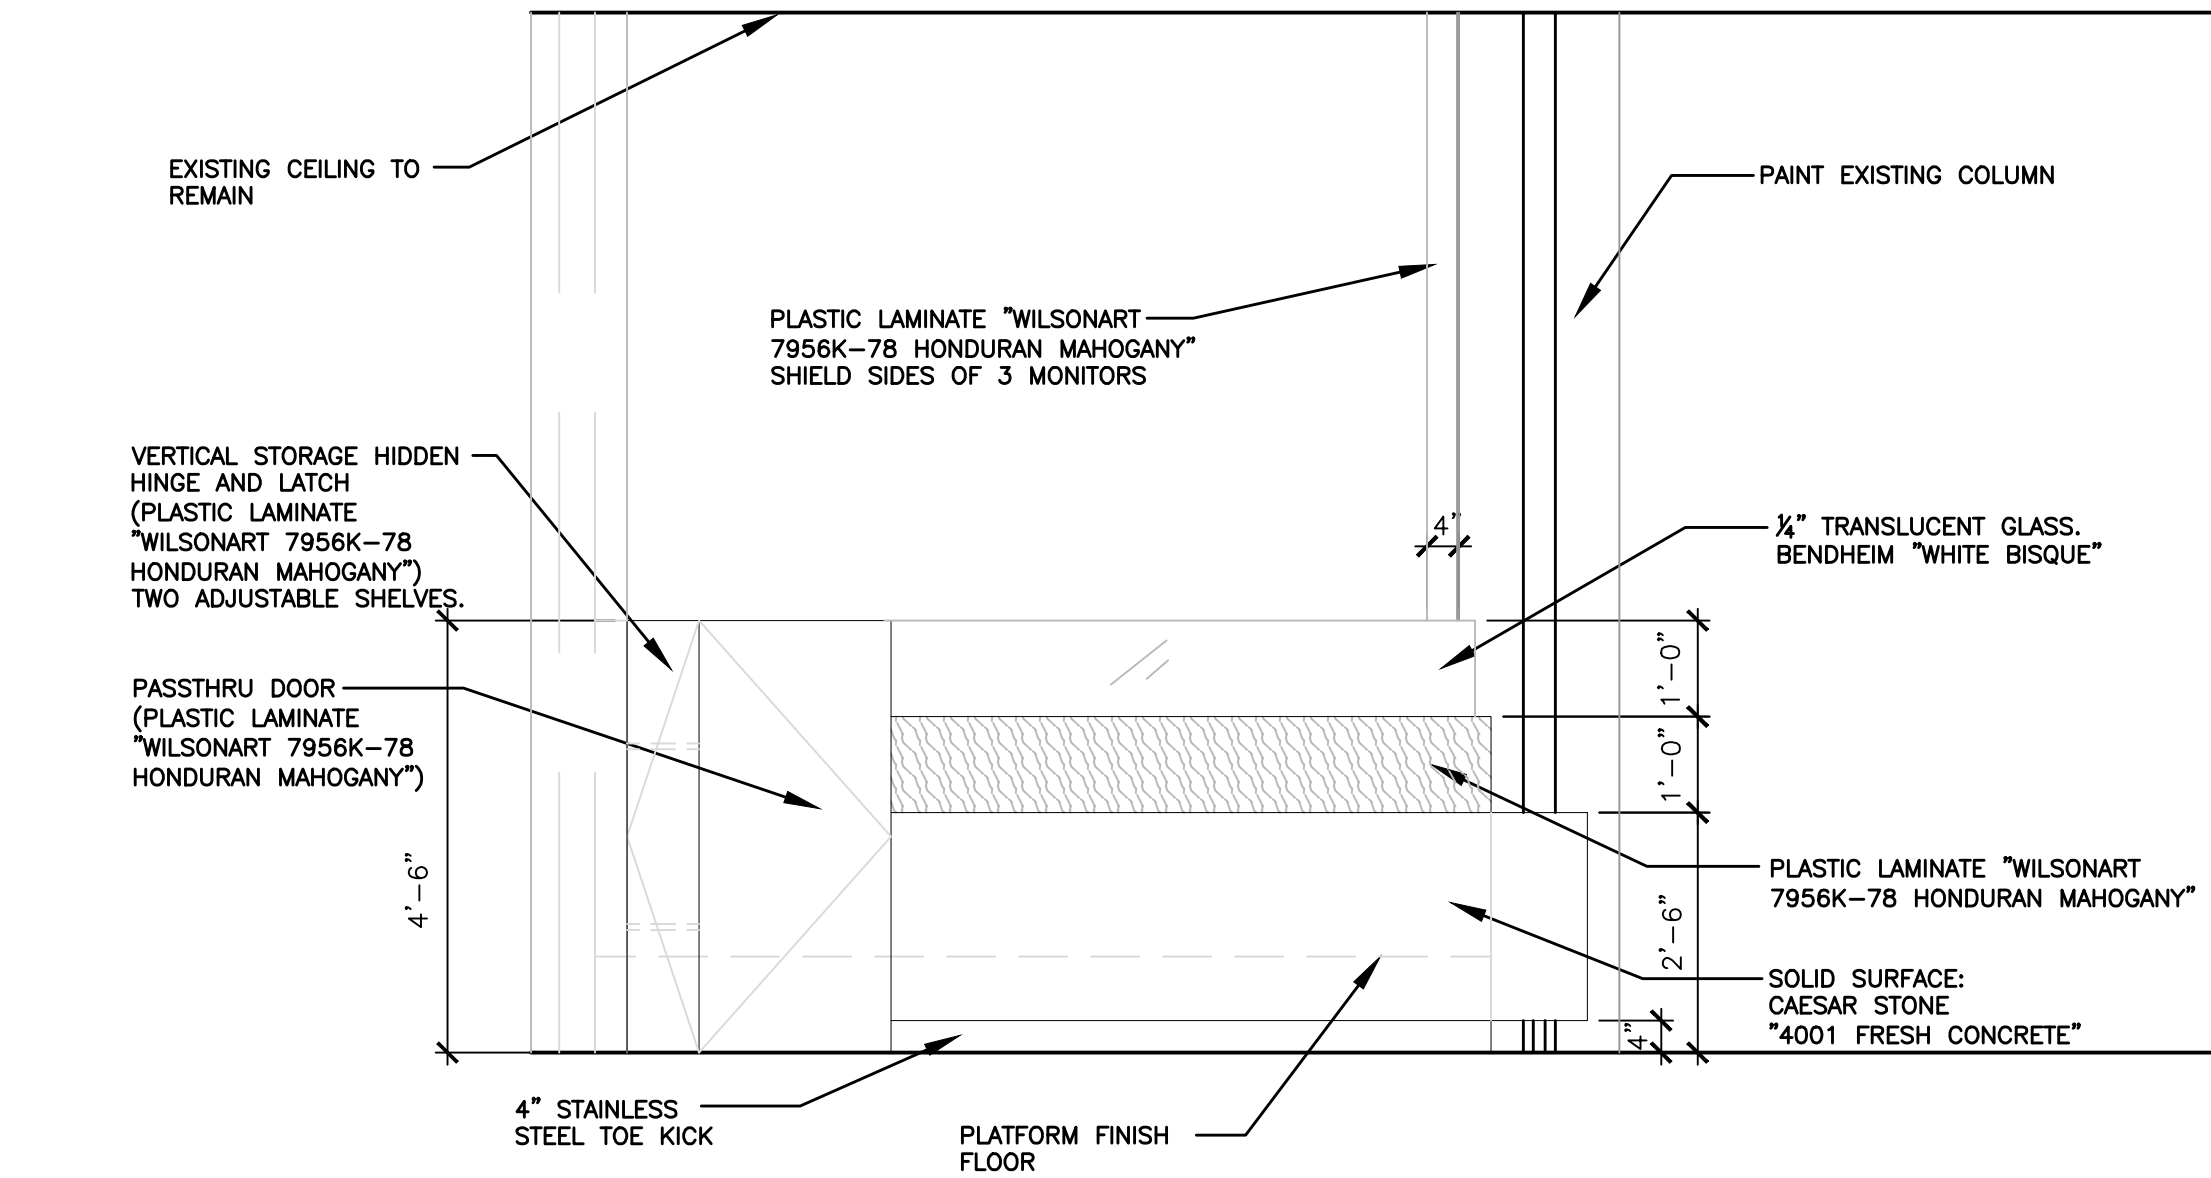 EXISTING CEILING TO
REMAIN
PAINT EXISTING COLUMN
PLASTIC LAMINATE "WILSONART
7956K-78 HONDURAN MAHOGANY"
SHIELD SIDES OF 3 MONITORS
VERTICAL STORAGE HIDDEN
HINGE AND LATCH
(PLASTIC LAMINATE
"WILSONART 7956K-78
HONDURAN MAHOGANY")
TWO ADJUSTABLE SHELVES.
4"
¼" TRANSLUCENT GLASS.
BENDHEIM "WHITE BISQUE"
PASSTHRU DOOR
(PLASTIC LAMINATE
"WILSONART 7956K-78
HONDURAN MAHOGANY")
1'-0"
1'-0"
4'-6"
2'-6"
4"
PLASTIC LAMINATE "WILSONART
7956K-78 HONDURAN MAHOGANY"
SOLID SURFACE:
CAESAR STONE
"4001 FRESH CONCRETE"
4" STAINLESS
STEEL TOE KICK
PLATFORM FINISH
FLOOR